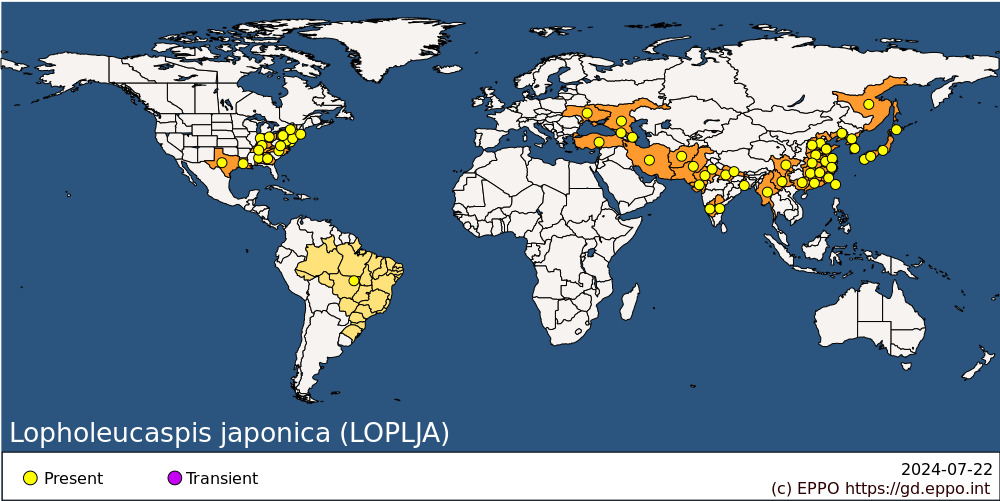 Lopholeucaspis japonica (LOPLJA)
Present
Transient
2024-07-22
(c) EPPO https://gd.eppo.int